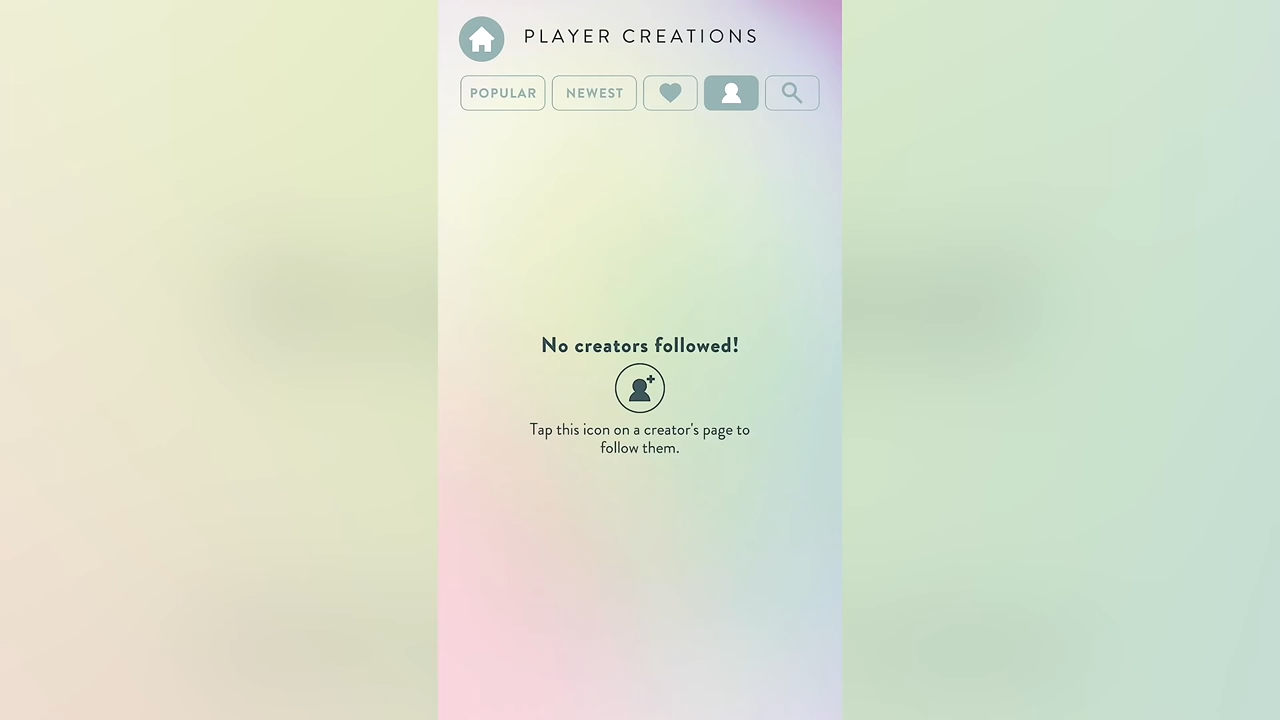 PLAYER CREATIONS
POPULAR
NEWEST
No creators followed!
Tap this icon on a creator's page to
follow them.